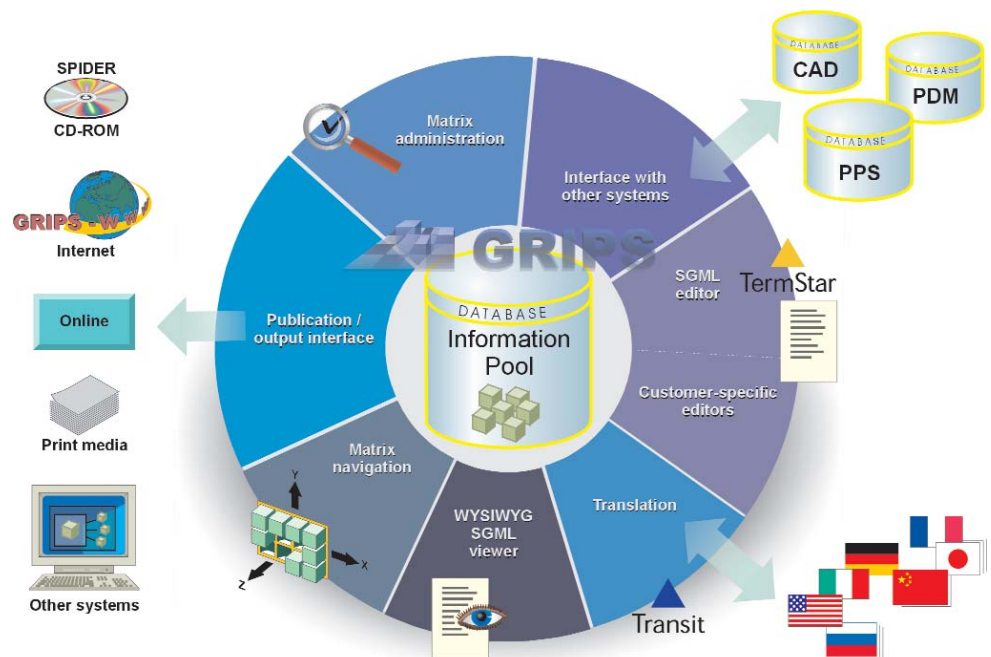 SPIDER
CD-ROM
GRIPS - WWW
Internet
Online
Print media
Other systems
Matrix
administration
Interface with
other systems
DATABASE
CAD
DATABASE
PDM
DATABASE
PPS
GRIPS
SGML
editor
TermStar
Publication /
output interface
DATABASE
Information
Pool
Customer-specific
editors
Matrix
navigation
Y
X
Z
WYSIWYG
SGML
viewer
Translation
Transit